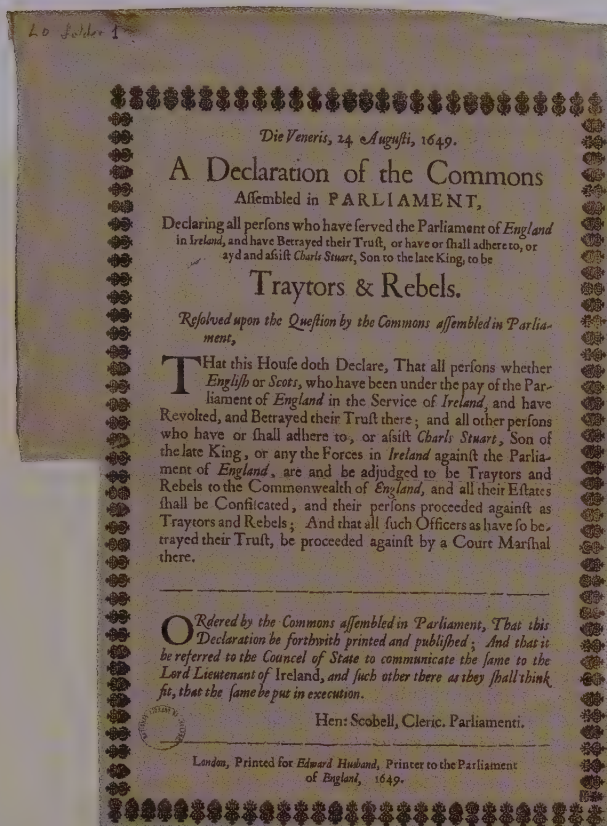 Die Veneris, 24 Auguſti, 1649.
A Declaration of the Commons
Aſſembled in PARLIAMENT,
Declaring all perſons who have ſerved the Parliament of England
in Ireland, and have Betrayed their Truſt, or have or ſhall adhere to, or
ayd and aſsiſt Charls Stuart, Son to the late King, to be
Traytors & Rebels.
Reſolved upon the Queſtion by the Commons aſſembled in Parlia-
ment,
THat this Houſe doth Declare, That all perſons whether
Engliſh or Scots, who have been under the pay of the Par-
liament of England in the Service of Ireland, and have
Revolted, and Betrayed their Truſt there; and all other perſons
who have or ſhall adhere to, or aſsiſt Charls Stuart, Son of
the late King, or any the Forces in Ireland againſt the Parlia-
ment of England, are and be adjudged to be Traytors and
Rebels to the Commonwealth of England, and all their Eſtates
ſhall be Confiſcated, and their perſons proceeded againſt as
Traytors and Rebels; And that all ſuch Officers as have ſo be-
trayed their Truſt, be proceeded againſt by a Court Marſhal
there.
ORdered by the Commons aſſembled in Parliament, That this
Declaration be forthwith printed and publiſhed; And that it
be referred to the Councel of State to communicate the ſame to the
Lord Lieutenant of Ireland, and ſuch other there as they ſhall think
fit, that the ſame be put in execution.
Hen: Scobell, Cleric. Parliamenti.
London, Printed for Edward Husband, Printer to the Parliament
of England, 1649.